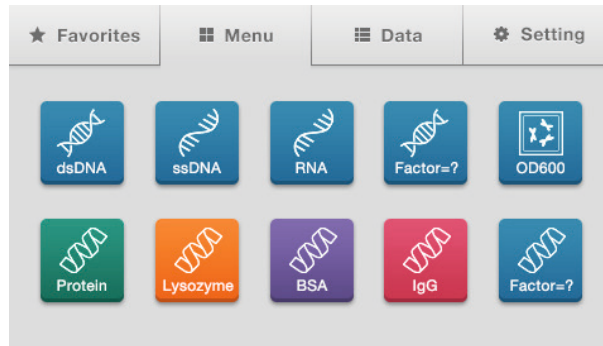 Favorites
Menu
Data
Setting
dsDNA
ssDNA
RNA
Factor=?
OD600
Protein
Lysozyme
BSA
IgG
Factor=?